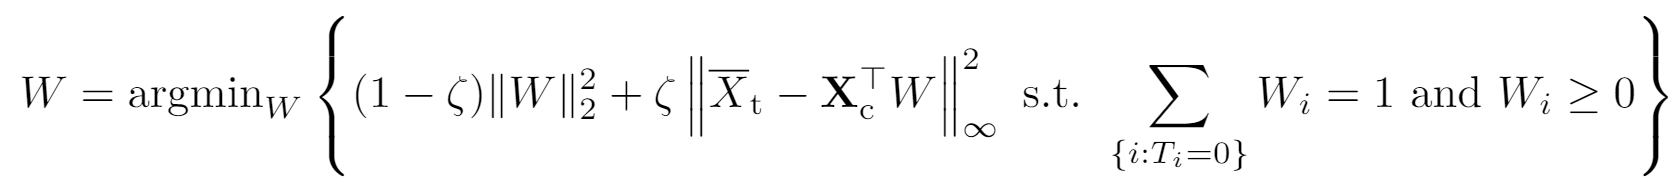 W = argmin_W { (1 − ζ)‖W‖_2^2 + ζ ‖X̅_t − 𝐗_c^⊤ W‖_∞^2 s.t. ∑_{i:T_i=0} W_i = 1 and W_i ≥ 0 }